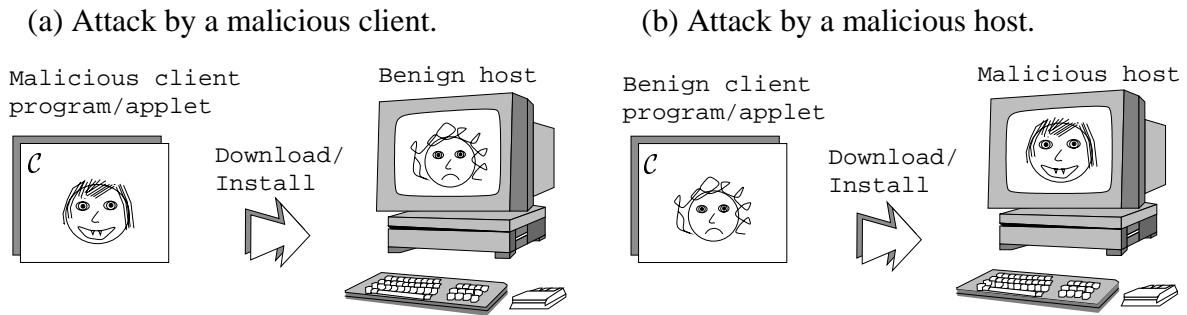 (a) Attack by a malicious client.
Malicious client
program/applet
C
Download/
Install
Benign host
(b) Attack by a malicious host.
Benign client
program/applet
C
Download/
Install
Malicious host